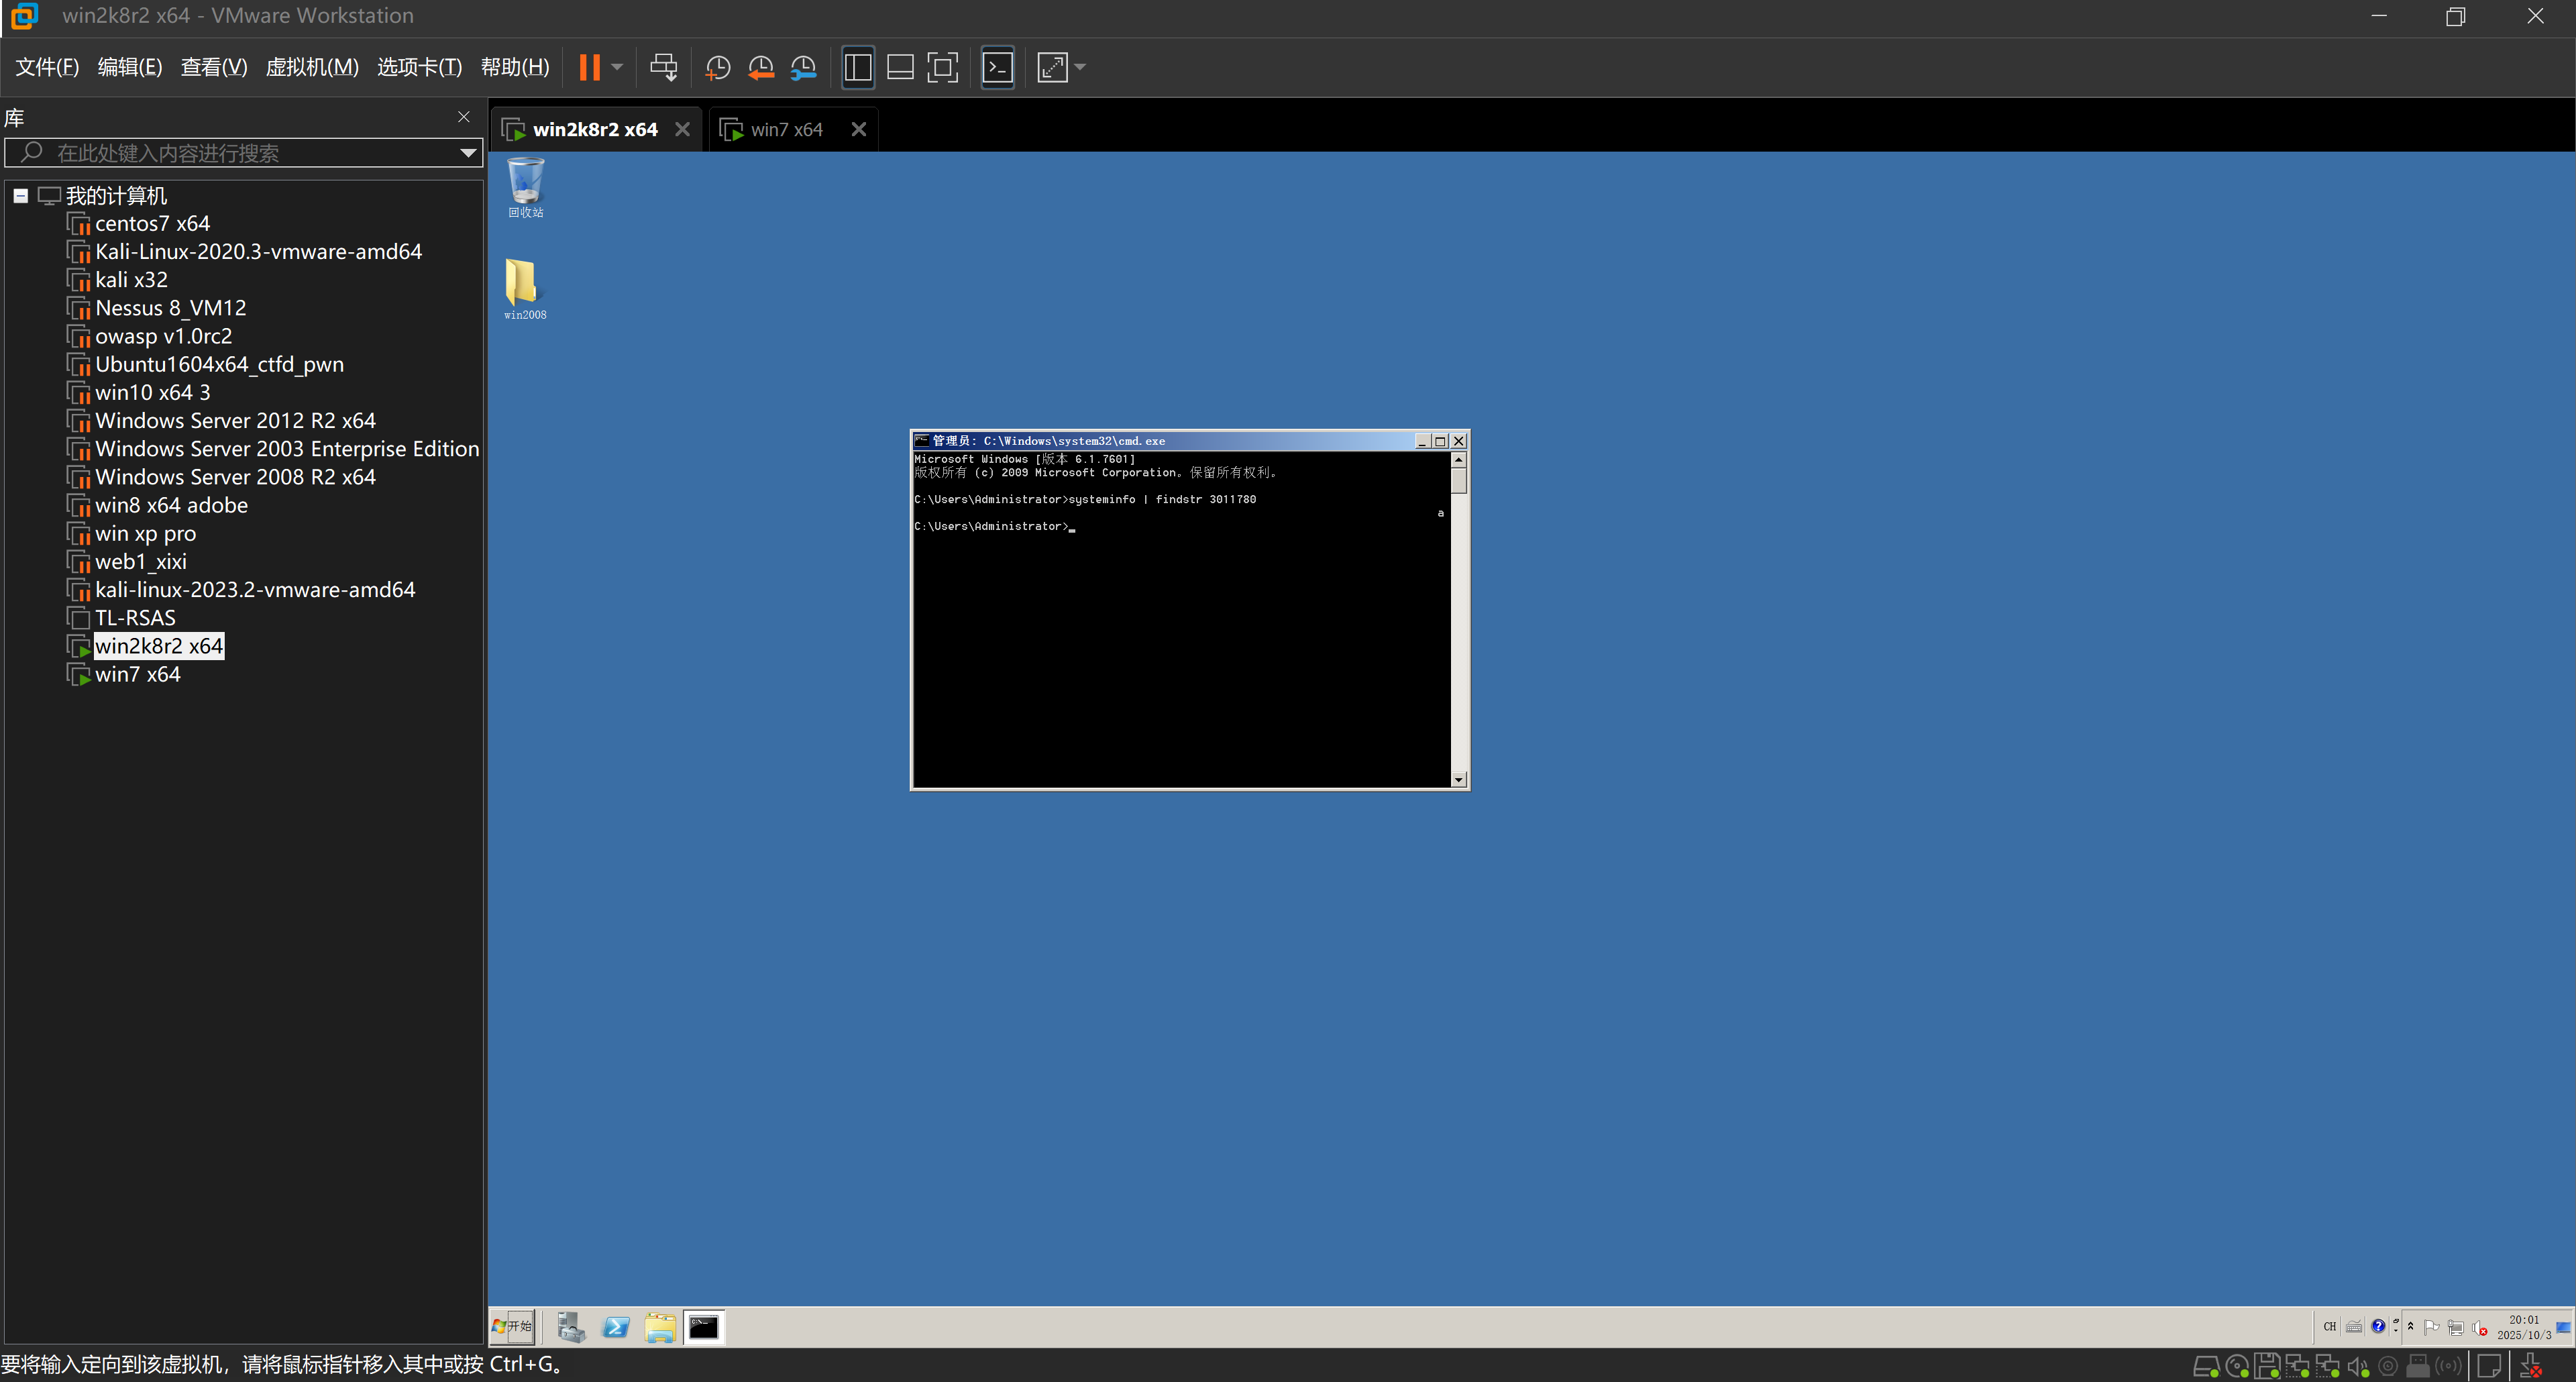 win2k8r2 x64 - VMware Workstation
文件(F) 编辑(E) 查看(V) 虚拟机(M) 选项卡(T) 帮助(H)
库
在此处键入内容进行搜索
我的计算机
centos7 x64
Kali-Linux-2020.3-vmware-amd64
kali x32
Nessus 8_VM12
owasp v1.0rc2
Ubuntu1604x64_ctfd_pwn
win10 x64 3
Windows Server 2012 R2 x64
Windows Server 2003 Enterprise Edition
Windows Server 2008 R2 x64
win8 x64 adobe
win xp pro
web1_xixi
kali-linux-2023.2-vmware-amd64
TL-RSAS
win2k8r2 x64
win7 x64
win2k8r2 x64
win7 x64
回收站
win2008
管理员: C:\Windows\system32\cmd.exe
Microsoft Windows [版本 6.1.7601]
版权所有 (c) 2009 Microsoft Corporation。保留所有权利。
C:\Users\Administrator>systeminfo | findstr 3011780
a
C:\Users\Administrator>_
开始
CH
20:01
2025/10/3
要将输入定向到该虚拟机，请将鼠标指针移入其中或按 Ctrl+G。